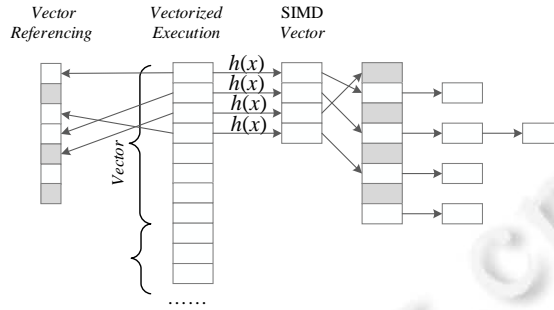 Vector
Referencing
Vectorized
Execution
SIMD
Vector
h(x)
h(x)
h(x)
h(x)
Vector
……